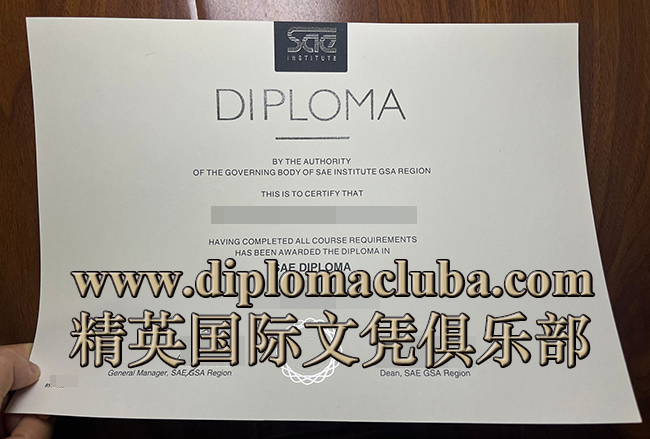 sae
INSTITUTE
DIPLOMA
BY THE AUTHORITY
OF THE GOVERNING BODY OF SAE INSTITUTE GSA REGION
THIS IS TO CERTIFY THAT
HAVING COMPLETED ALL COURSE REQUIREMENTS
HAS BEEN AWARDED THE DIPLOMA IN
SAE DIPLOMA
www.diplomacluba.com
精英国际文凭俱乐部
General Manager, SAE GSA Region
Dean, SAE GSA Region